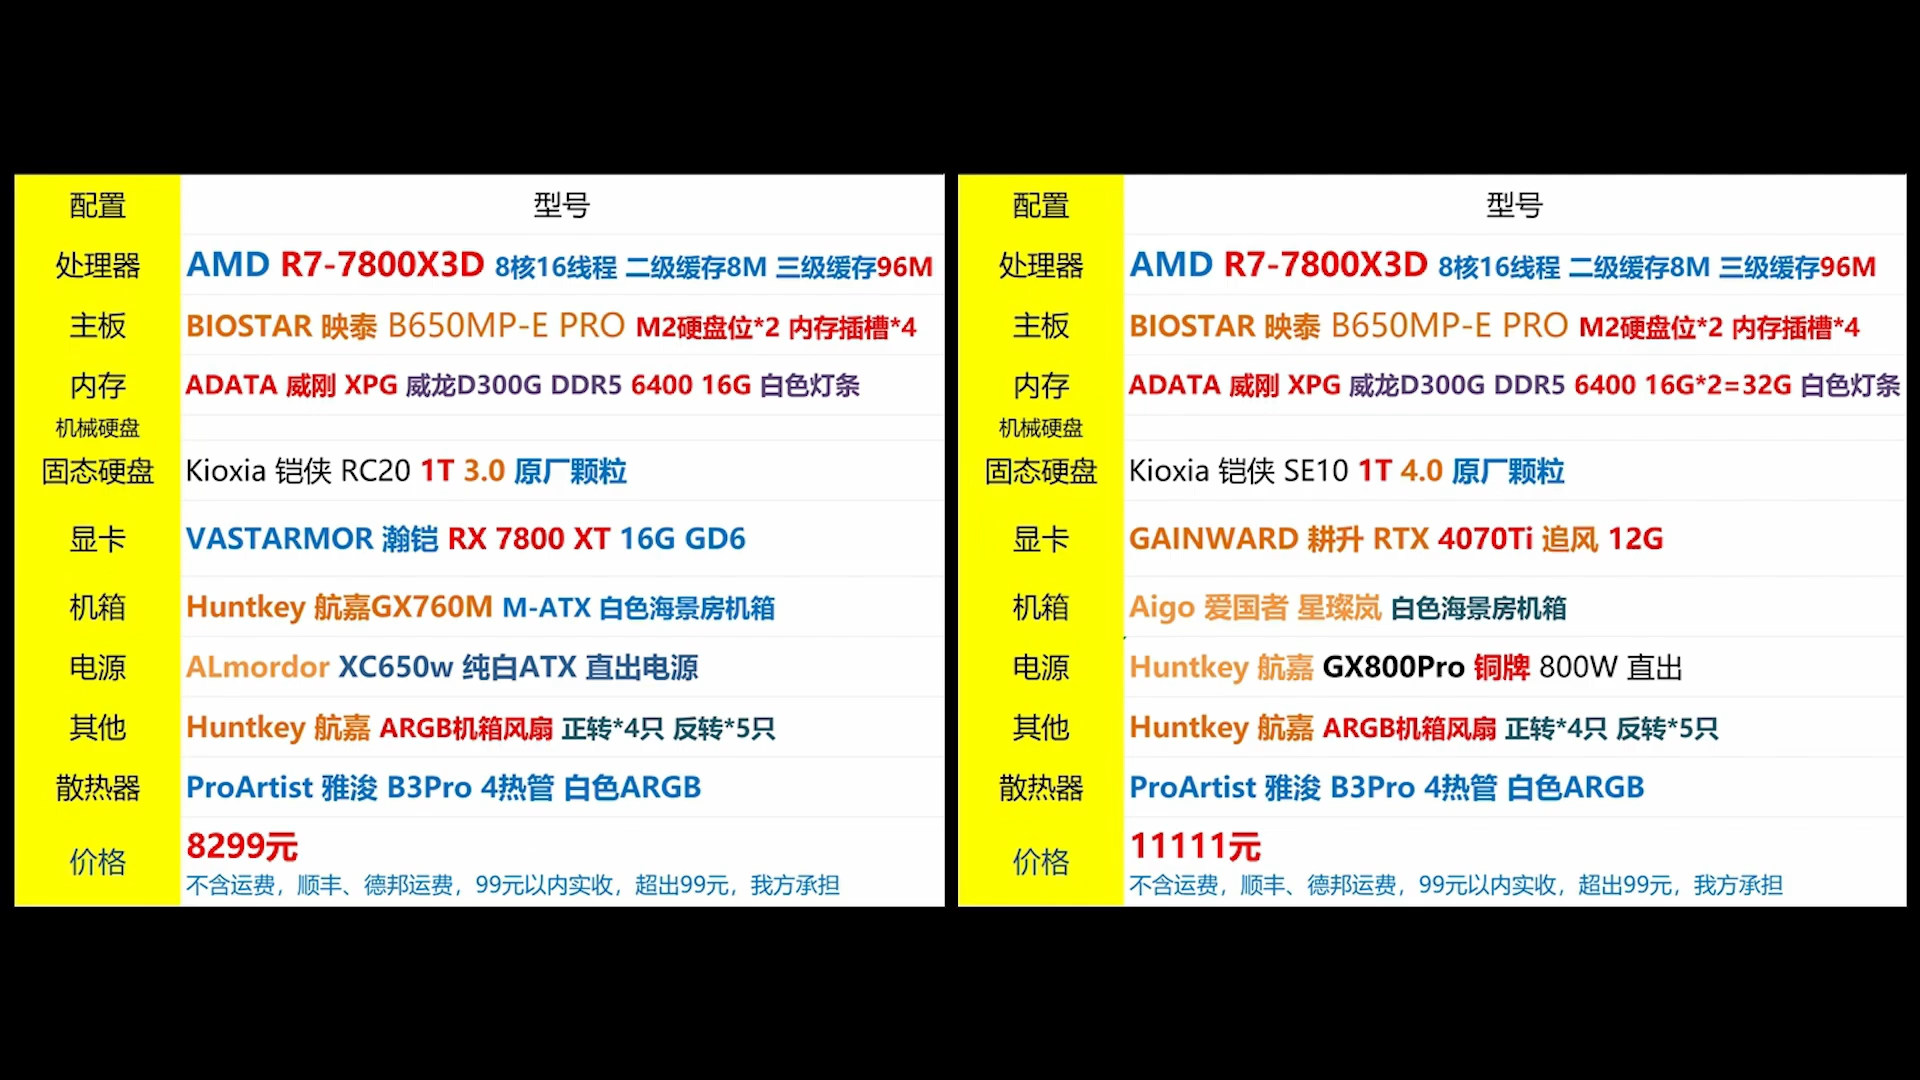 配置 型号
处理器 AMD R7-7800X3D 8核16线程 二级缓存8M 三级缓存96M
主板 BIOSTAR 映泰 B650MP-E PRO M2硬盘位*2 内存插槽*4
内存 ADATA 威刚 XPG 威龙D300G DDR5 6400 16G 白色灯条
机械硬盘
固态硬盘 Kioxia 铠侠 RC20 1T 3.0 原厂颗粒
显卡 VASTARMOR 瀚铠 RX 7800 XT 16G GD6
机箱 Huntkey 航嘉GX760M M-ATX 白色海景房机箱
电源 ALmordor XC650w 纯白ATX 直出电源
其他 Huntkey 航嘉 ARGB机箱风扇 正转*4只 反转*5只
散热器 ProArtist 雅浚 B3Pro 4热管 白色ARGB
价格 8299元
不含运费，顺丰、德邦运费，99元以内实收，超出99元，我方承担
配置 型号
处理器 AMD R7-7800X3D 8核16线程 二级缓存8M 三级缓存96M
主板 BIOSTAR 映泰 B650MP-E PRO M2硬盘位*2 内存插槽*4
内存 ADATA 威刚 XPG 威龙D300G DDR5 6400 16G*2=32G 白色灯条
机械硬盘
固态硬盘 Kioxia 铠侠 SE10 1T 4.0 原厂颗粒
显卡 GAINWARD 耕升 RTX 4070Ti 追风 12G
机箱 Aigo 爱国者 星璨岚 白色海景房机箱
电源 Huntkey 航嘉 GX800Pro 铜牌 800W 直出
其他 Huntkey 航嘉 ARGB机箱风扇 正转*4只 反转*5只
散热器 ProArtist 雅浚 B3Pro 4热管 白色ARGB
价格 11111元
不含运费，顺丰、德邦运费，99元以内实收，超出99元，我方承担